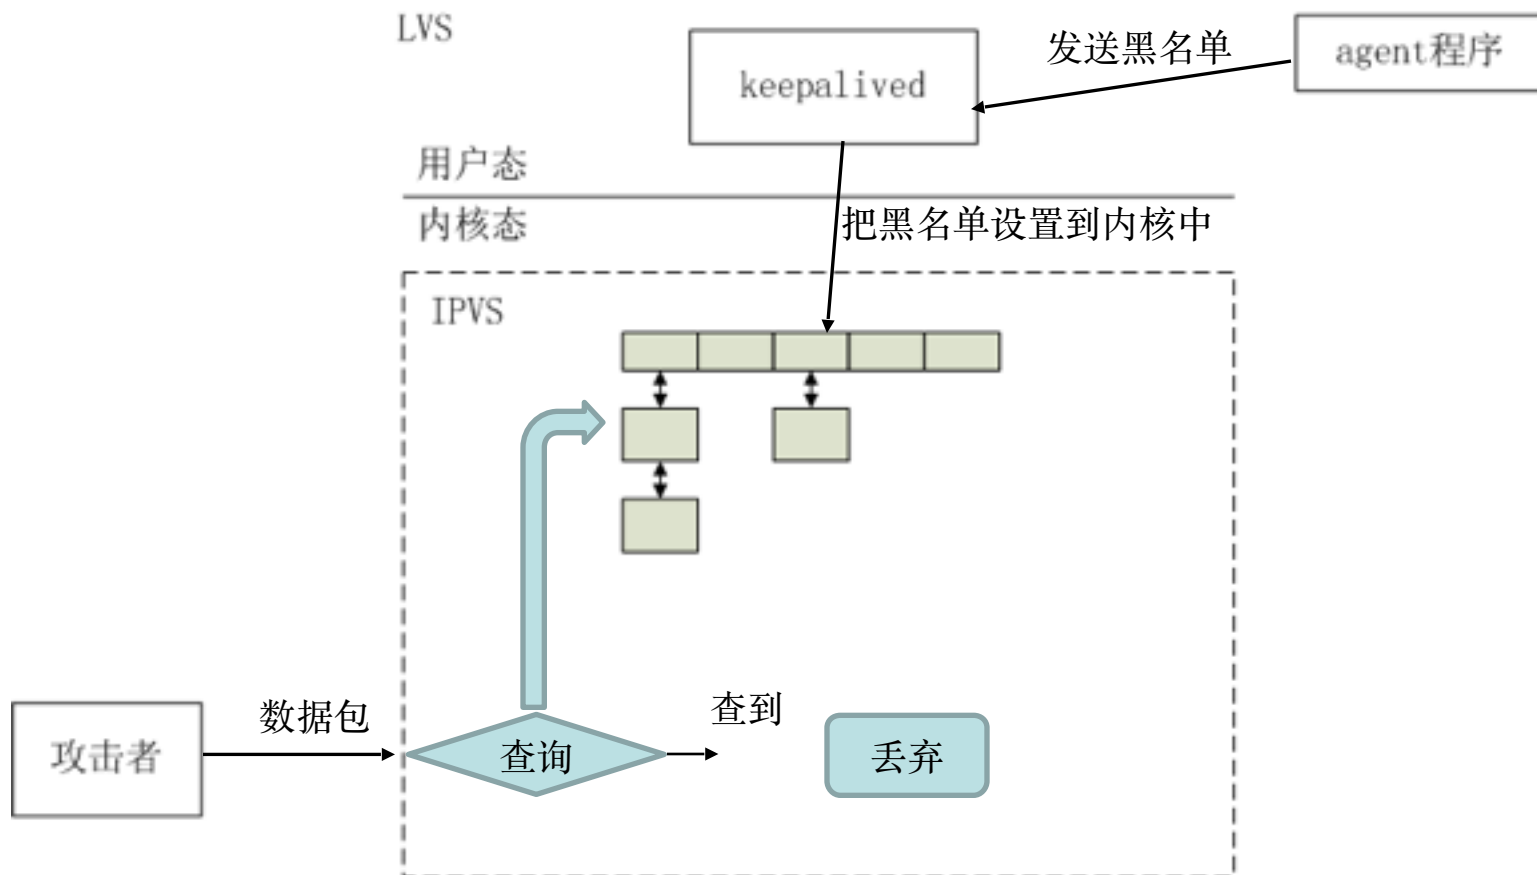 LVS
keepalived
发送黑名单
agent程序
用户态
内核态
把黑名单设置到内核中
IPVS
攻击者
数据包
查询
查到
丢弃